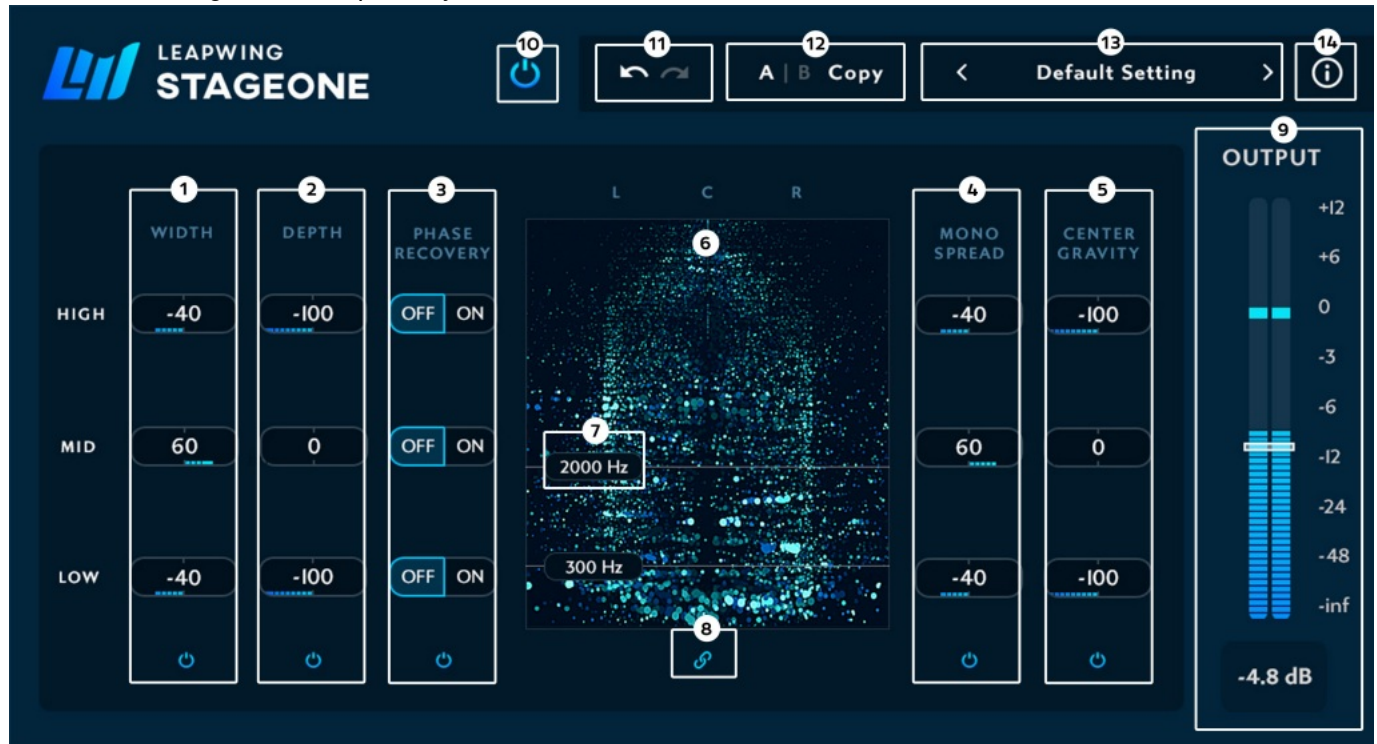 LEAPWING
STAGEONE
10
11
12
13
14
A | B Copy
< Default Setting >
9
OUTPUT
1
2
3
4
5
L C R
WIDTH
DEPTH
PHASE
RECOVERY
6
MONO
SPREAD
CENTER
GRAVITY
+12
+6
0
-3
-6
-12
-24
-48
-inf
HIGH
-40
-100
OFF ON
-40
-100
7
MID
60
0
OFF ON
2000 Hz
60
0
LOW
-40
-100
OFF ON
300 Hz
-40
-100
8
-4.8 dB